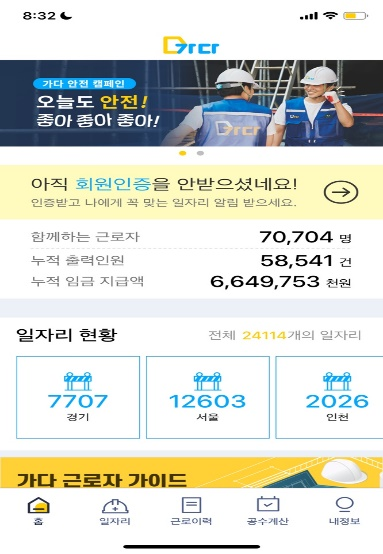 8:32
가다
가다 안전 캠페인
오늘도 안전!
좋아 좋아 좋아!
가다
아직 회원인증을 안받으셨네요!
인증받고 나에게 꼭 맞는 일자리 알림 받으세요.
함께하는 근로자 70,704 명
누적 출력인원 58,541 건
누적 임금 지급액 6,649,753 천원
일자리 현황 전체 24114개의 일자리
7707 12603 2026
경기 서울 인천
가다 근로자 가이드
홈 일자리 근로이력 공수계산 내정보